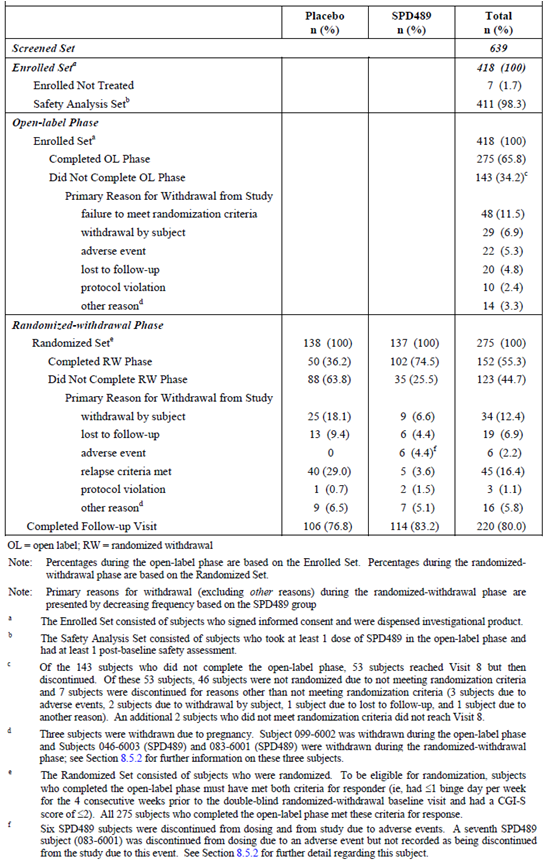 Placebo SPD489 Total
n (%) n (%) n (%)
Screened Set 639
Enrolled Setᵃ 418 (100)
Enrolled Not Treated 7 (1.7)
Safety Analysis Setᵇ 411 (98.3)
Open-label Phase
Enrolled Setᵃ 418 (100)
Completed OL Phase 275 (65.8)
Did Not Complete OL Phase 143 (34.2)ᶜ
Primary Reason for Withdrawal from Study
failure to meet randomization criteria 48 (11.5)
withdrawal by subject 29 (6.9)
adverse event 22 (5.3)
lost to follow-up 20 (4.8)
protocol violation 10 (2.4)
other reasonᵈ 14 (3.3)
Randomized-withdrawal Phase
Randomized Setᵉ 138 (100) 137 (100) 275 (100)
Completed RW Phase 50 (36.2) 102 (74.5) 152 (55.3)
Did Not Complete RW Phase 88 (63.8) 35 (25.5) 123 (44.7)
Primary Reason for Withdrawal from Study
withdrawal by subject 25 (18.1) 9 (6.6) 34 (12.4)
lost to follow-up 13 (9.4) 6 (4.4) 19 (6.9)
adverse event 0 6 (4.4)ᶠ 6 (2.2)
relapse criteria met 40 (29.0) 5 (3.6) 45 (16.4)
protocol violation 1 (0.7) 2 (1.5) 3 (1.1)
other reasonᵈ 9 (6.5) 7 (5.1) 16 (5.8)
Completed Follow-up Visit 106 (76.8) 114 (83.2) 220 (80.0)
OL = open label; RW = randomized withdrawal
Note: Percentages during the open-label phase are based on the Enrolled Set. Percentages during the randomized-
withdrawal phase are based on the Randomized Set.
Note: Primary reasons for withdrawal (excluding other reasons) during the randomized-withdrawal phase are
presented by decreasing frequency based on the SPD489 group
a The Enrolled Set consisted of subjects who signed informed consent and were dispensed investigational product.
b The Safety Analysis Set consisted of subjects who took at least 1 dose of SPD489 in the open-label phase and
had at least 1 post-baseline safety assessment.
c Of the 143 subjects who did not complete the open-label phase, 53 subjects reached Visit 8 but then
discontinued. Of these 53 subjects, 46 subjects were not randomized due to not meeting randomization criteria
and 7 subjects were discontinued for reasons other than not meeting randomization criteria (3 subjects due to
adverse events, 2 subjects due to withdrawal by subject, 1 subject due to lost to follow-up, and 1 subject due to
another reason). An additional 2 subjects who did not meet randomization criteria did not reach Visit 8.
d Three subjects were withdrawn due to pregnancy. Subject 099-6002 was withdrawn during the open-label phase
and Subjects 046-6003 (SPD489) and 083-6001 (SPD489) were withdrawn during the randomized-withdrawal
phase; see Section 8.5.2 for further information on these three subjects.
e The Randomized Set consisted of subjects who were randomized. To be eligible for randomization, subjects
who completed the open-label phase must have met both criteria for responder (ie, had ≤1 binge day per week
for the 4 consecutive weeks prior to the double-blind randomized-withdrawal baseline visit and had a CGI-S
score of ≤2). All 275 subjects who completed the open-label phase met these criteria for response.
f Six SPD489 subjects were discontinued from dosing and from study due to adverse events. A seventh SPD489
subject (083-6001) was discontinued from dosing due to an adverse event but not recorded as being discontinued
from the study due to this event. See Section 8.5.2 for further detail regarding this subject.